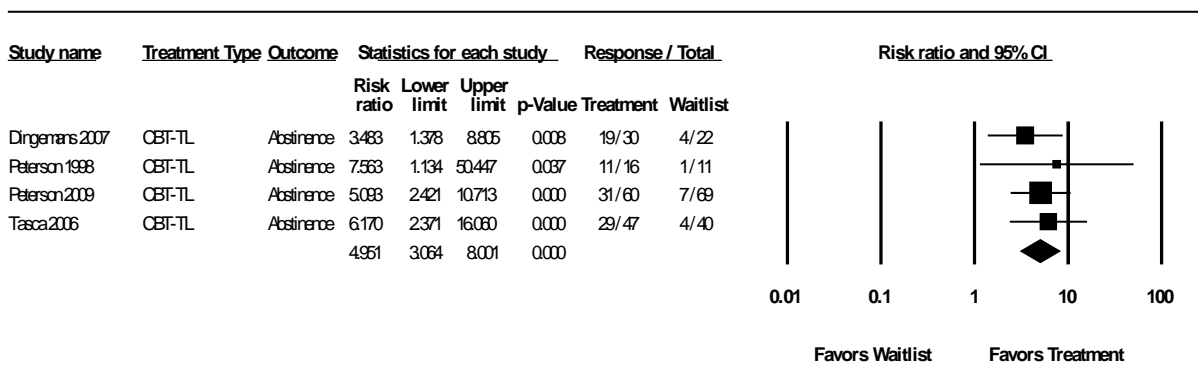 Study name Treatment Type Outcome Statistics for each study Response / Total Risk ratio and 95% CI
Risk ratio Lower limit Upper limit p-Value Treatment Waitlist
Dingemans 2007 CBT-TL Abstinence 3.483 1.378 8.805 0.008 19 / 30 4 / 22
Peterson 1998 CBT-TL Abstinence 7.563 1.134 50.447 0.037 11 / 16 1 / 11
Peterson 2009 CBT-TL Abstinence 5.093 2.421 10.713 0.000 31 / 60 7 / 69
Tasca 2006 CBT-TL Abstinence 6.170 2.371 16.060 0.000 29 / 47 4 / 40
4.951 3.064 8.001 0.000
0.01 0.1 1 10 100
Favors Waitlist Favors Treatment